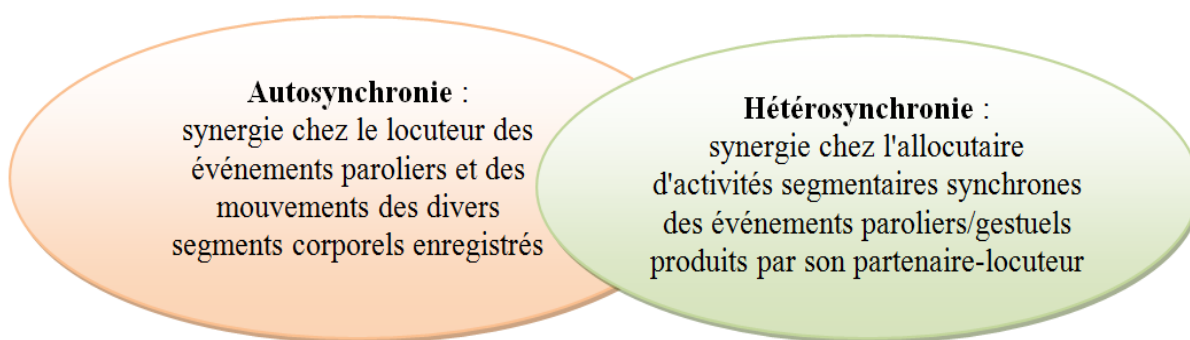 Autosynchronie :
synergie chez le locuteur des
événements paroliers et des
mouvements des divers
segments corporels enregistrés
Hétérosynchronie :
synergie chez l'allocutaire
d'activités segmentaires synchrones
des événements paroliers/gestuels
produits par son partenaire-locuteur